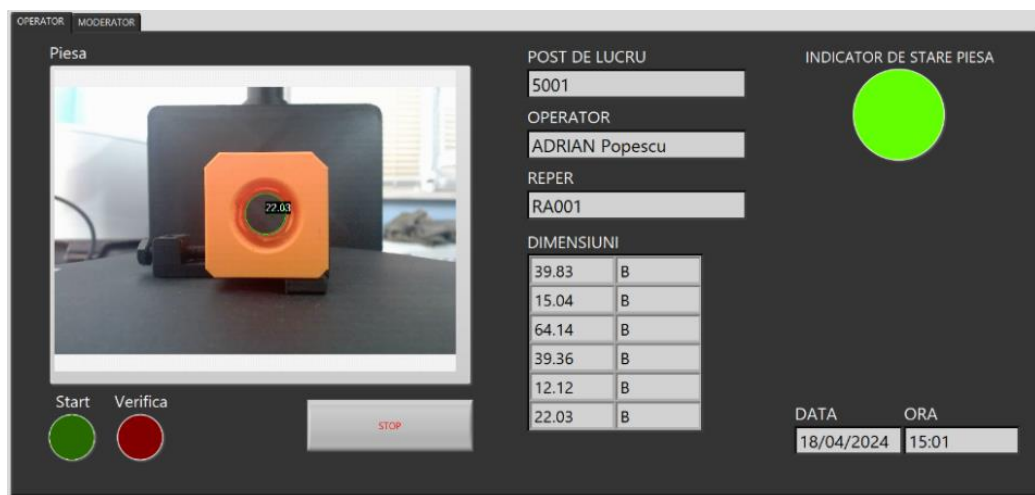 OPERATOR MODERATOR
Piesa
22.03
Start Verifica
STOP
POST DE LUCRU
5001
OPERATOR
ADRIAN Popescu
REPER
RA001
DIMENSIUNI
39.83 B
15.04 B
64.14 B
39.36 B
12.12 B
22.03 B
INDICATOR DE STARE PIESA
DATA ORA
18/04/2024 15:01